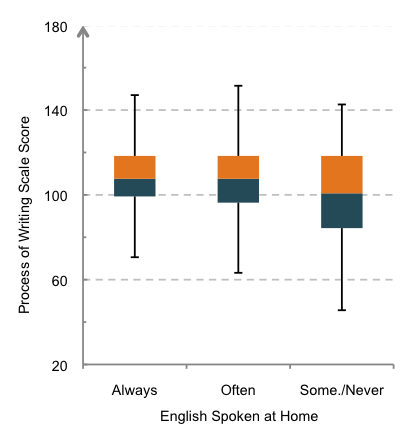 180
140
100
60
20
Process of Writing Scale Score
Always Often Some./Never
English Spoken at Home